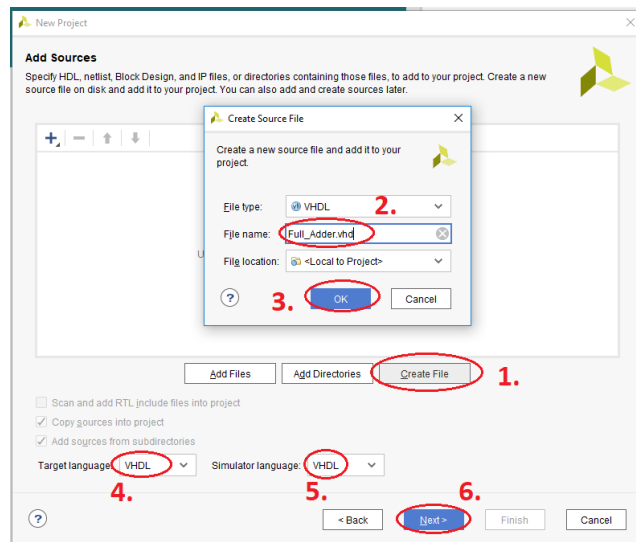 New Project
Add Sources
Specify HDL, netlist, Block Design, and IP files, or directories containing those files, to add to your project. Create a new
source file on disk and add it to your project. You can also add and create sources later.
Create Source File
Create a new source file and add it to your
project.
File type: VHDL 2.
File name: Full_Adder.vhd
U
File location: <Local to Project>
? 3. OK Cancel
Add Files Add Directories Create File 1.
Scan and add RTL include files into project
Copy sources into project
Add sources from subdirectories
Target language: VHDL Simulator language: VHDL
4. 5. 6.
? < Back Next > Finish Cancel